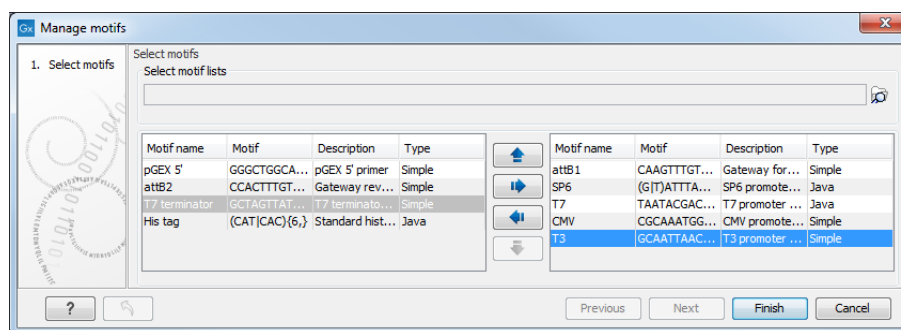 Gx Manage motifs
X
1. Select motifs
Select motifs
Select motif lists
Motif name Motif Description Type
pGEX 5' GGGCTGGCA... pGEX 5' primer Simple
attB2 CCACTTTGT... Gateway rev... Simple
T7 terminator GCTAGTTAT... T7 terminato... Simple
His tag (CAT|CAC){6,} Standard hist... Java
Motif name Motif Description Type
attB1 CAAGTTTGT... Gateway for... Simple
SP6 (G|T)ATTTA... SP6 promote... Java
T7 TAATACGAC... T7 promoter ... Java
CMV CGCAAATGG... CMV promote... Simple
T3 GCAATTAAC... T3 promoter ... Simple
? Previous Next Finish Cancel